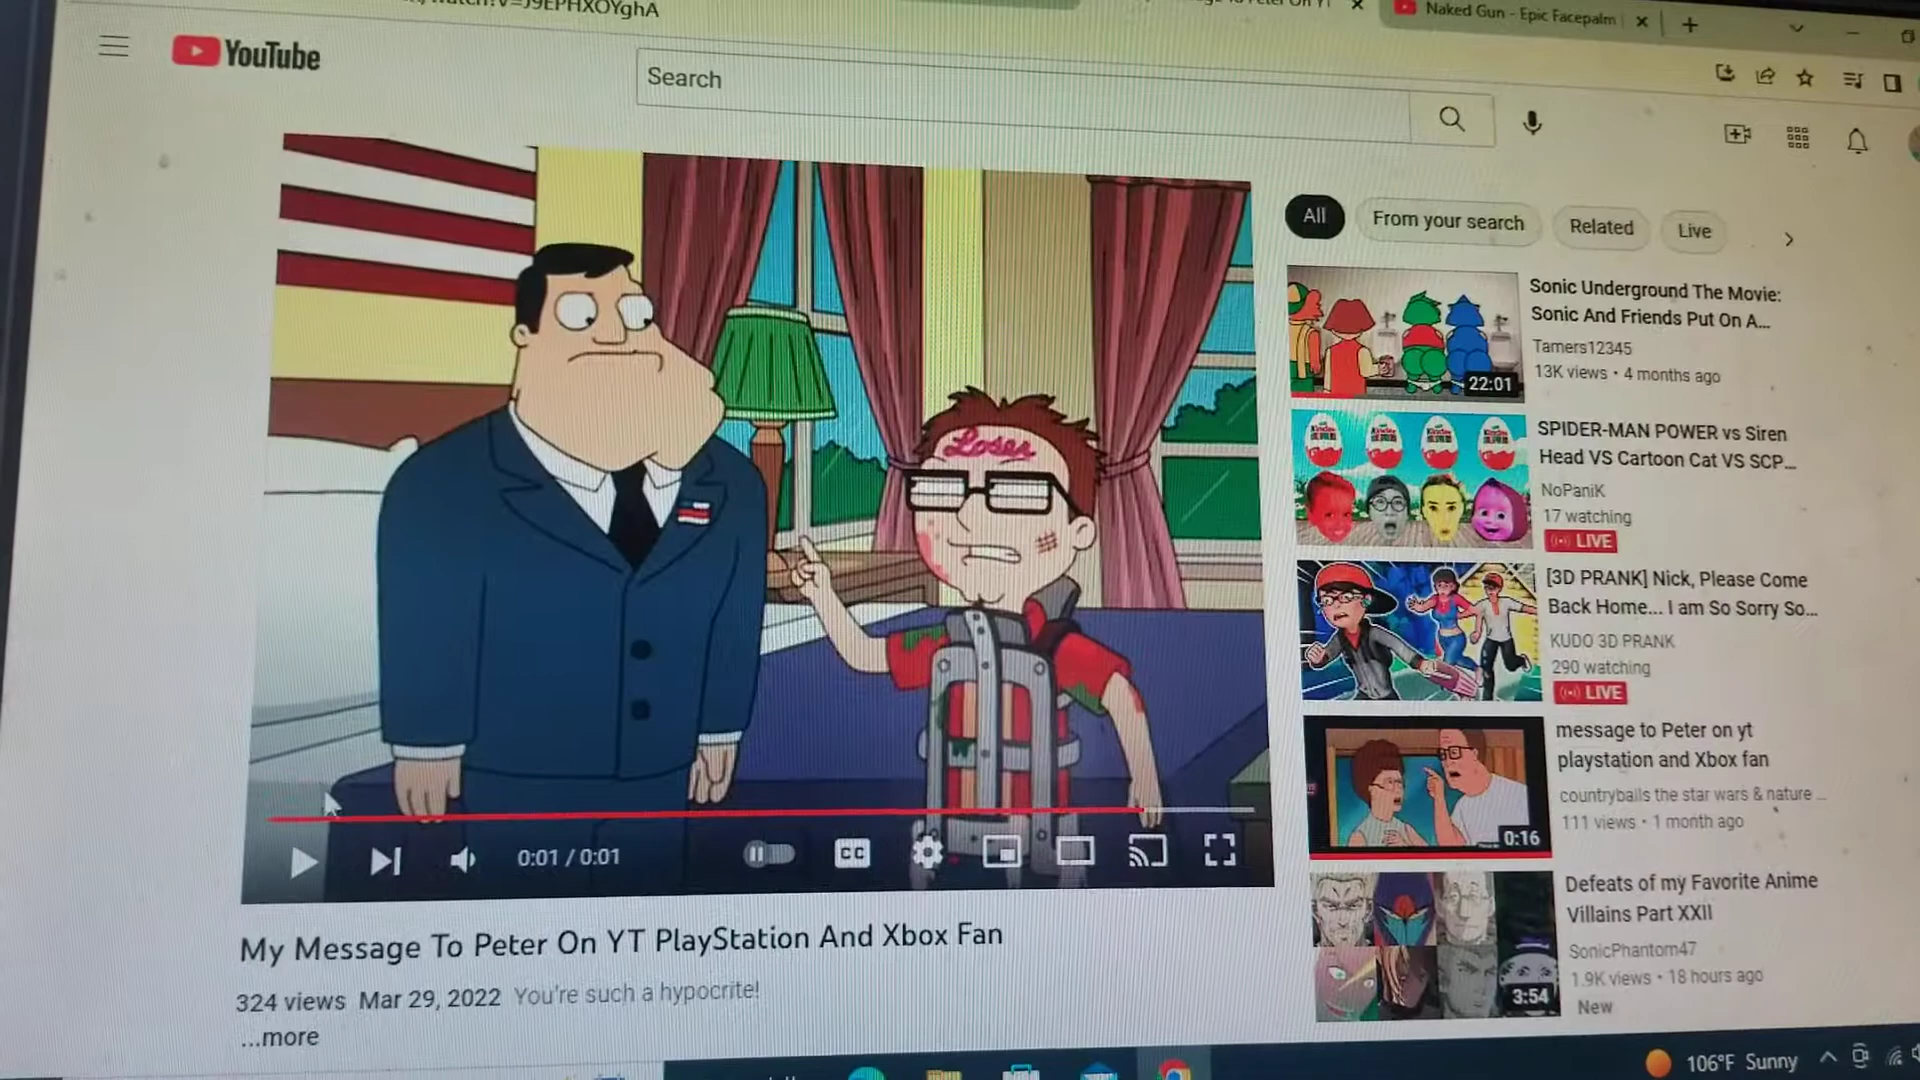 watch?v=J9EPHXOYghA
Naked Gun - Epic Facepalm
YouTube
Search
All
From your search
Related
Live
Loser
Sonic Underground The Movie:
Sonic And Friends Put On A...
Tamers12345
13K views • 4 months ago
22:01
SPIDER-MAN POWER vs Siren
Head VS Cartoon Cat VS SCP...
NoPaniK
17 watching
LIVE
[3D PRANK] Nick, Please Come
Back Home... I am So Sorry So...
KUDO 3D PRANK
290 watching
LIVE
message to Peter on yt
playstation and Xbox fan
countryballs the star wars & nature ...
111 views • 1 month ago
0:16
Defeats of my Favorite Anime
Villains Part XXII
SonicPhantom47
1.9K views • 18 hours ago
New
3:54
0:01 / 0:01
CC
My Message To Peter On YT PlayStation And Xbox Fan
324 views Mar 29, 2022 You're such a hypocrite!
...more
106°F Sunny